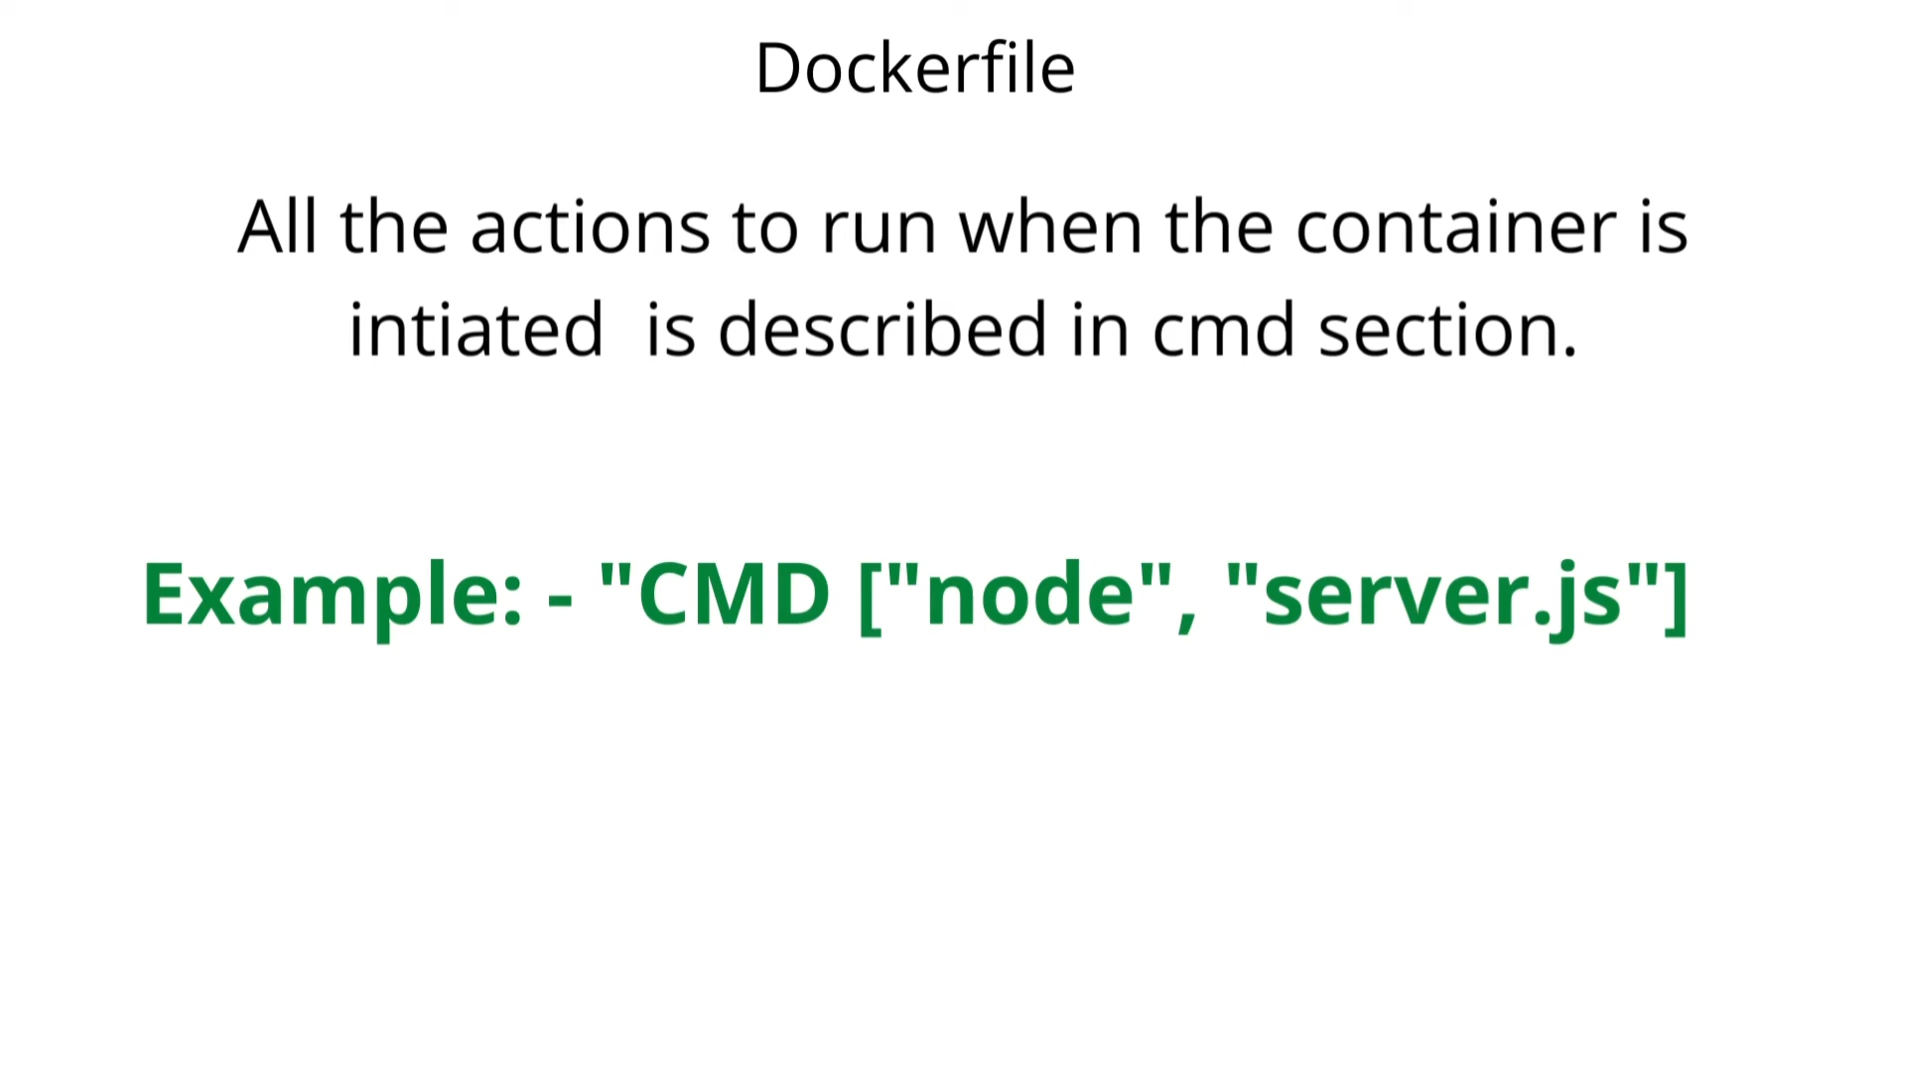 Dockerfile
All the actions to run when the container is
intiated  is described in cmd section.
Example: - "CMD ["node", "server.js"]